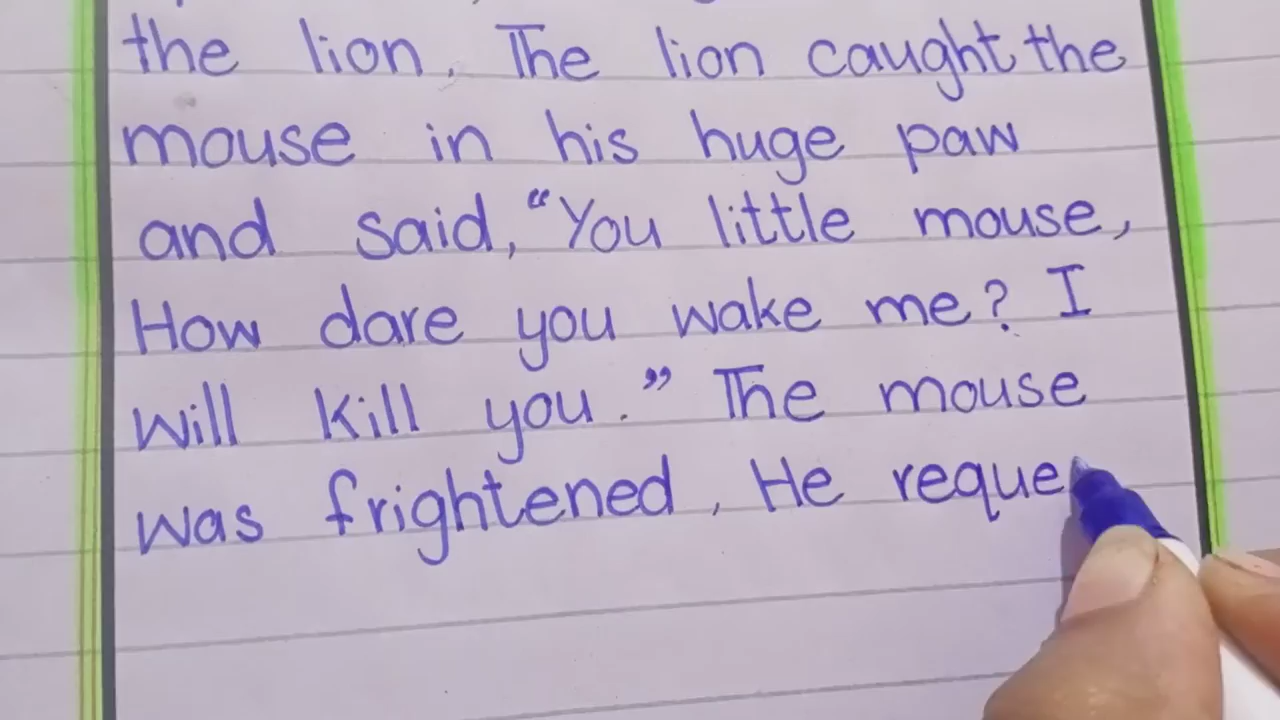 the lion. The lion caught the
mouse in his huge paw
and said, “You little mouse,
How dare you wake me? I
will kill you.” The mouse
was frightened. He reque